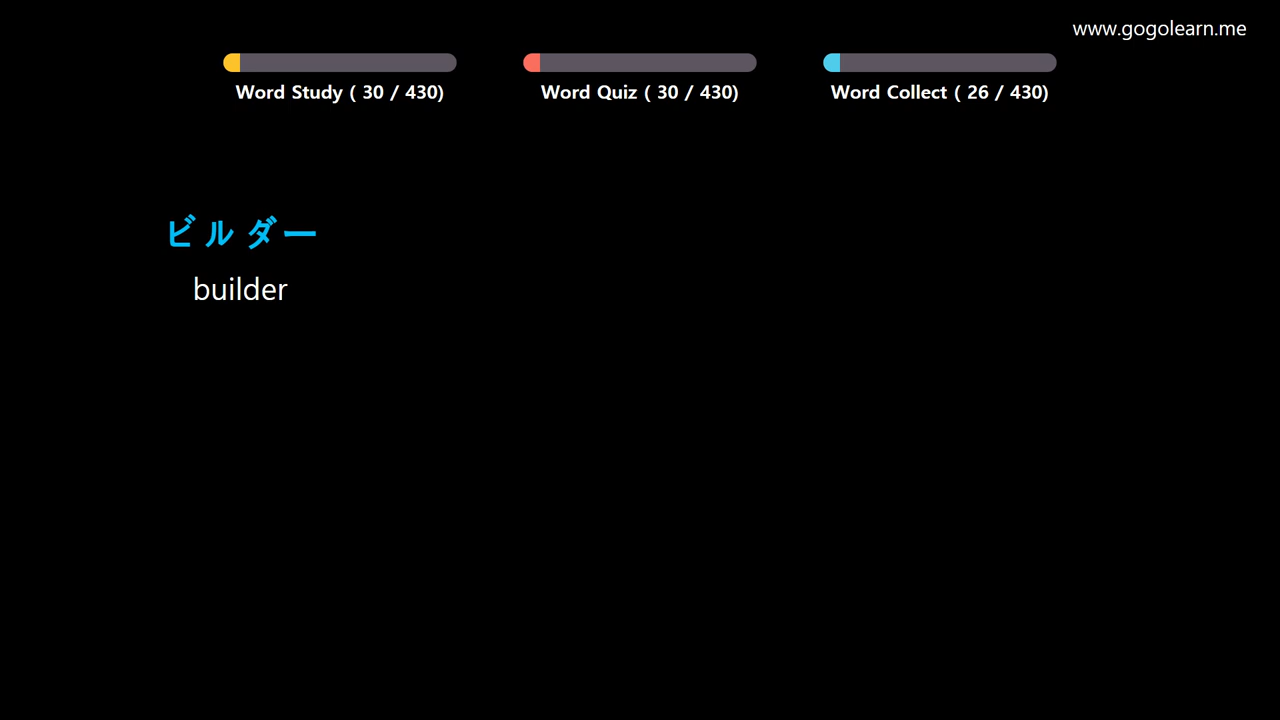 www.gogolearn.me
Word Study ( 30 / 430)
Word Quiz ( 30 / 430)
Word Collect ( 26 / 430)
ビルダー
builder